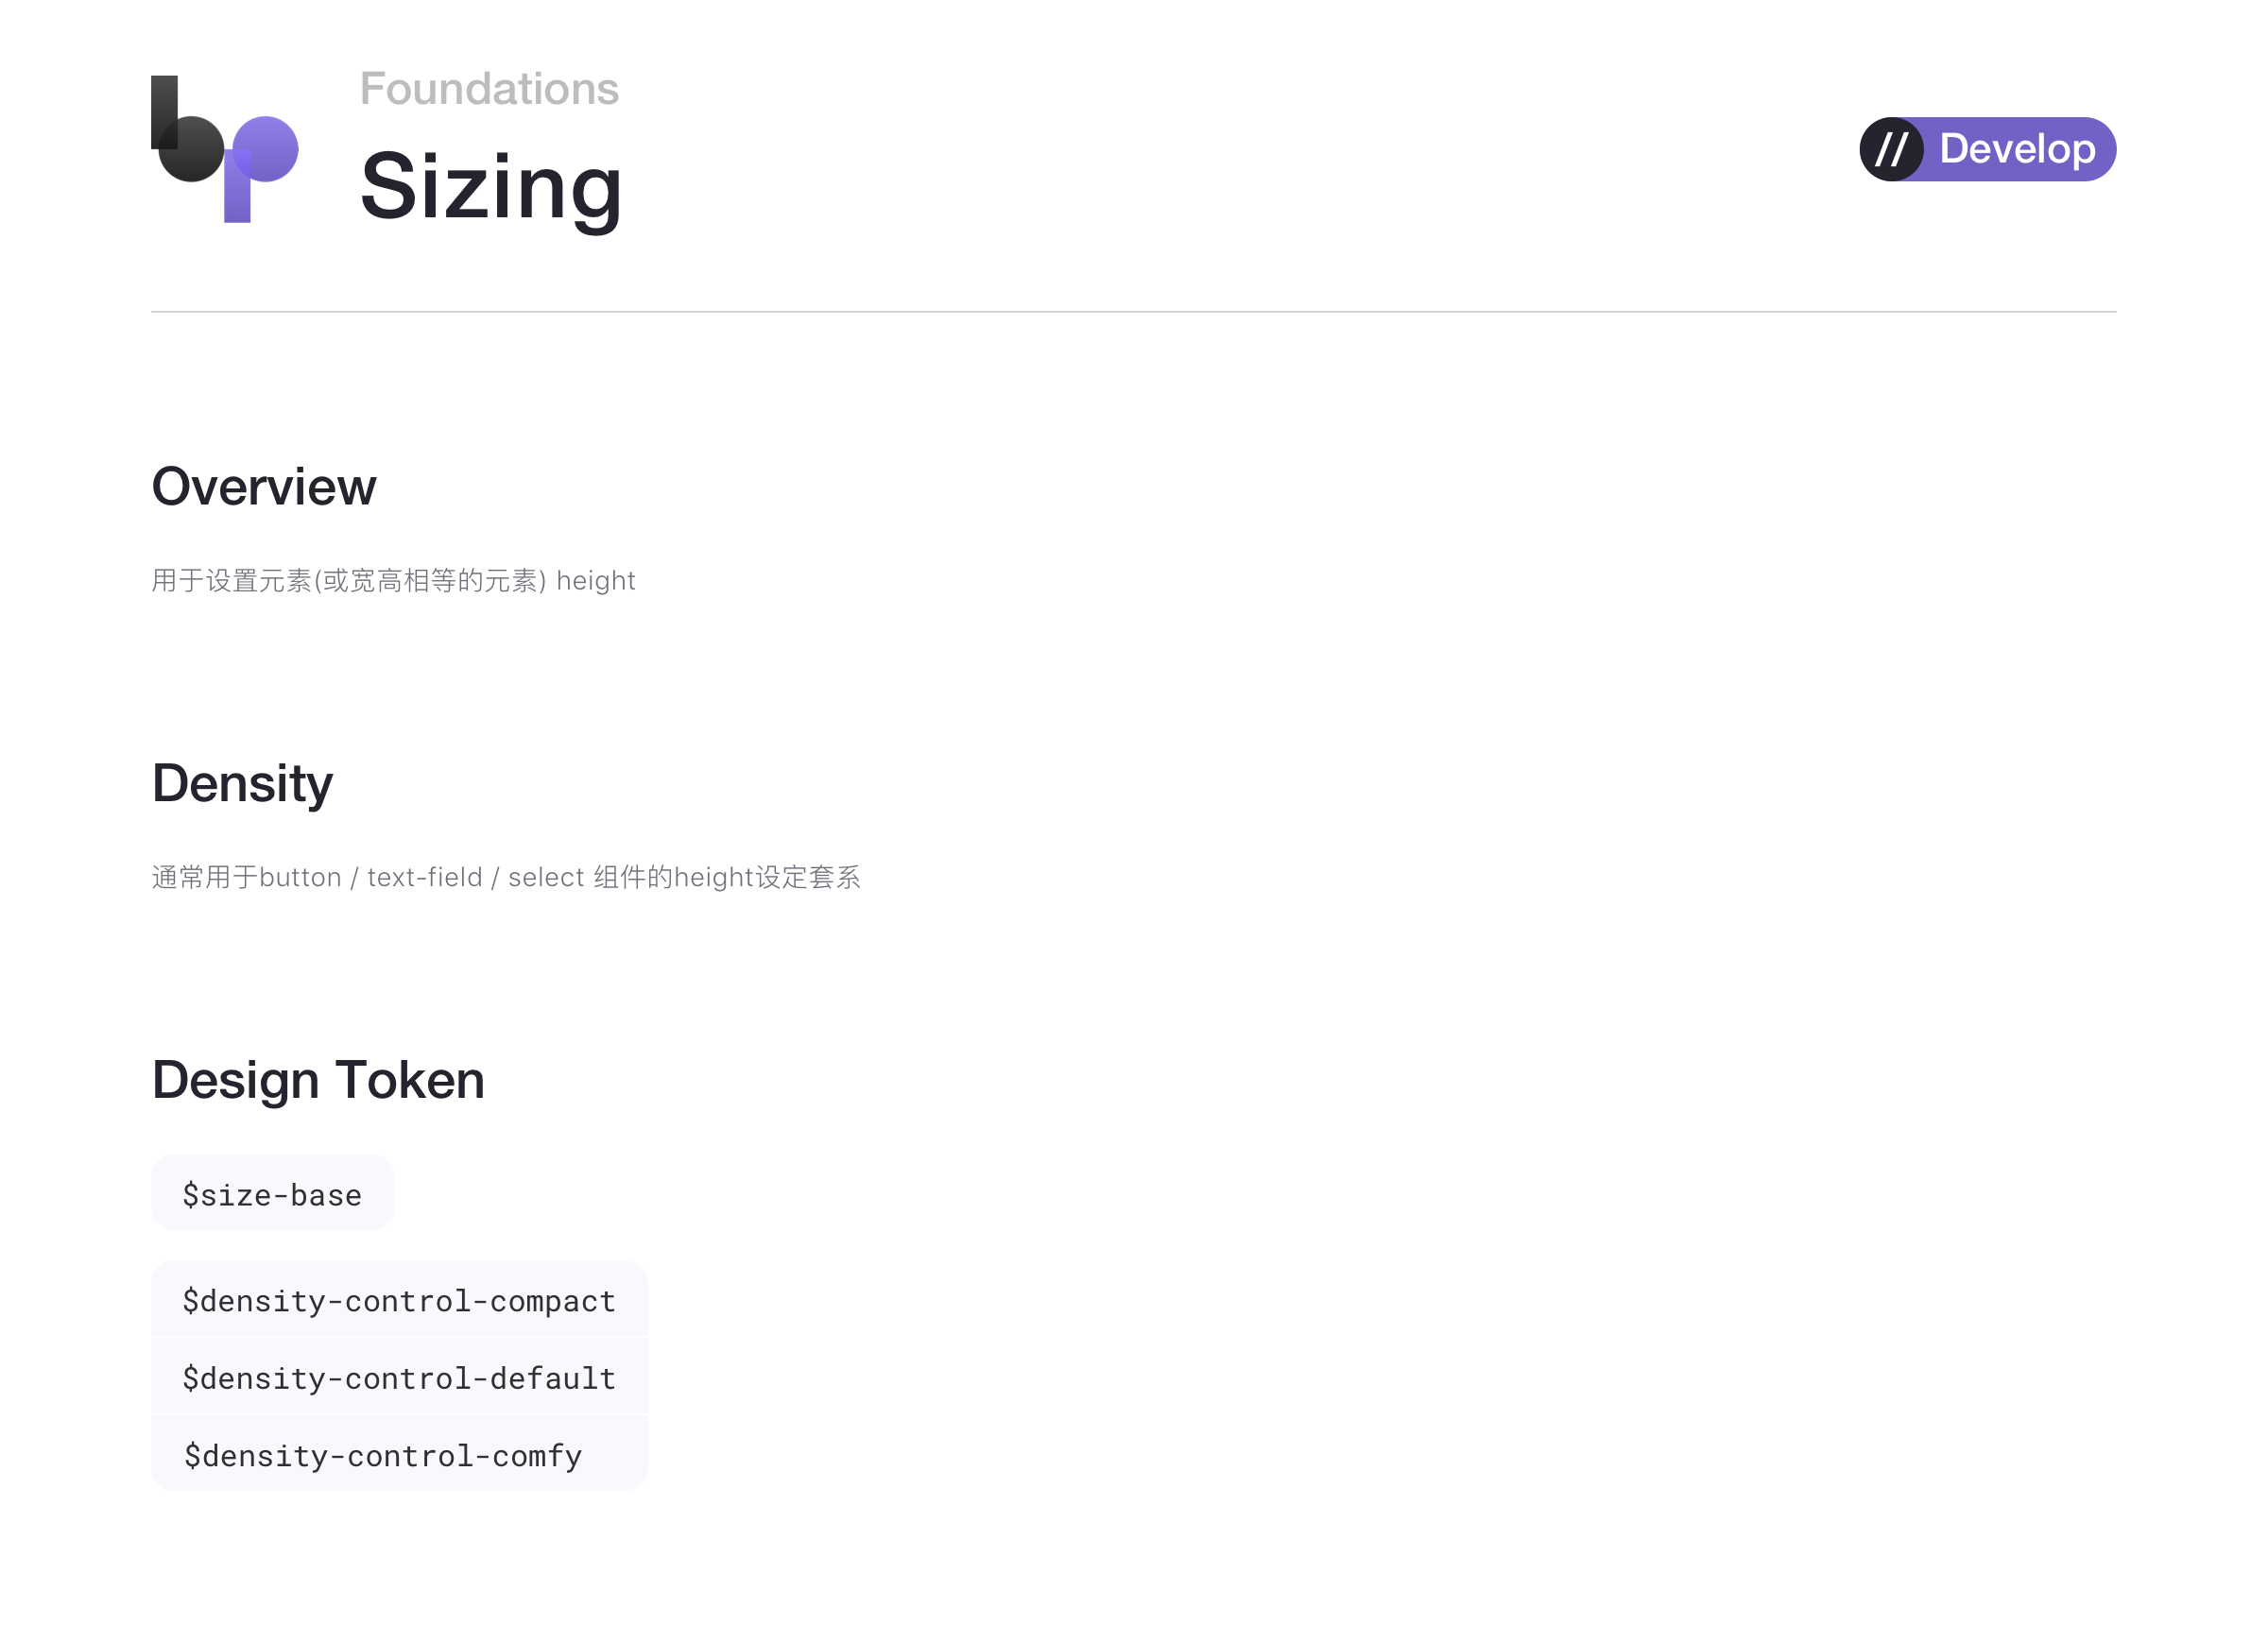 bp
Foundations
Sizing
// Develop
Overview
用于设置元素(或宽高相等的元素) height
Density
通常用于button / text-field / select 组件的height设定套系
Design Token
$size-base
$density-control-compact
$density-control-default
$density-control-comfy